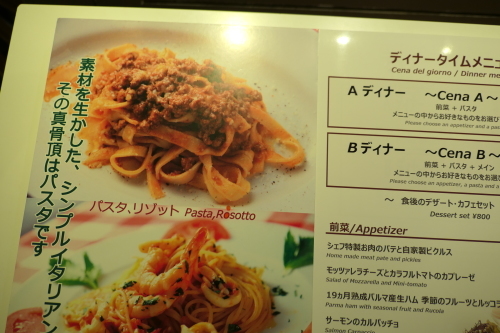 素材を生かした、シンプルイタリアン
その真骨頂はパスタです
パスタ、リゾット Pasta,Rosotto
ディナータイムメニュ
Cena del giorno / Dinner me
A ディナー ～Cena A～
前菜 + パスタ
メニューの中からお好きなものをお選び
Please choose an appetizer and a pasta
B ディナー ～Cena B～
前菜 + パスタ + メイン
メニューの中からお好きなものをお選び
Please choose an appetizer, a pasta and a
～ 食後のデザート・カフェセット
Dessert set ¥800
前菜/Appetizer
シェフ特製お肉のパテと自家製ピクルス
Home made meat pate and pickles
モッツァレラチーズとカラフルトマトのカプレーゼ
Salad of Mozzarella and Mini-tomato
19ヵ月熟成パルマ産生ハム 季節のフルーツとルッコラ
Parma ham with seasonal fruit and Rucola
サーモンのカルパッチョ
Salmon Carpaccio